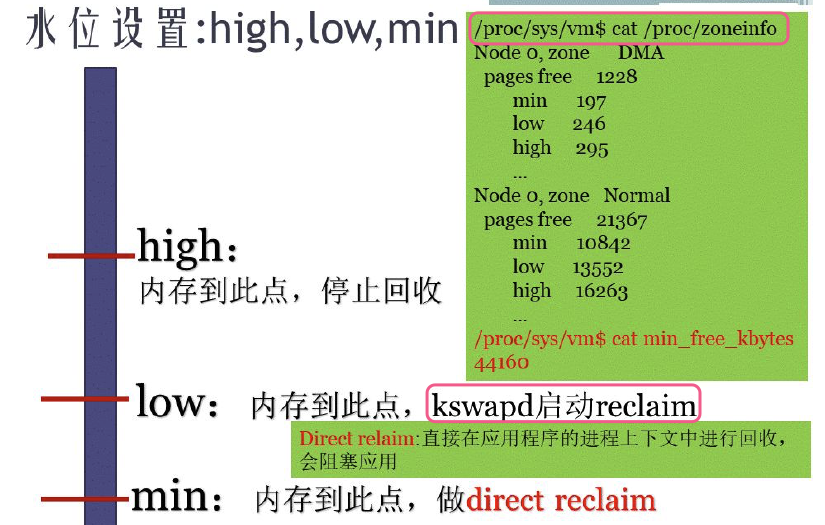 水位设置:high,low,min
/proc/sys/vm$ cat /proc/zoneinfo
Node 0, zone DMA
pages free 1228
min 197
low 246
high 295
...
Node 0, zone Normal
pages free 21367
min 10842
low 13552
high 16263
...
/proc/sys/vm$ cat min_free_kbytes
44160
high：
内存到此点，停止回收
low： 内存到此点，kswapd启动reclaim
Direct relaim:直接在应用程序的进程上下文中进行回收，
会阻塞应用
min： 内存到此点，做direct reclaim